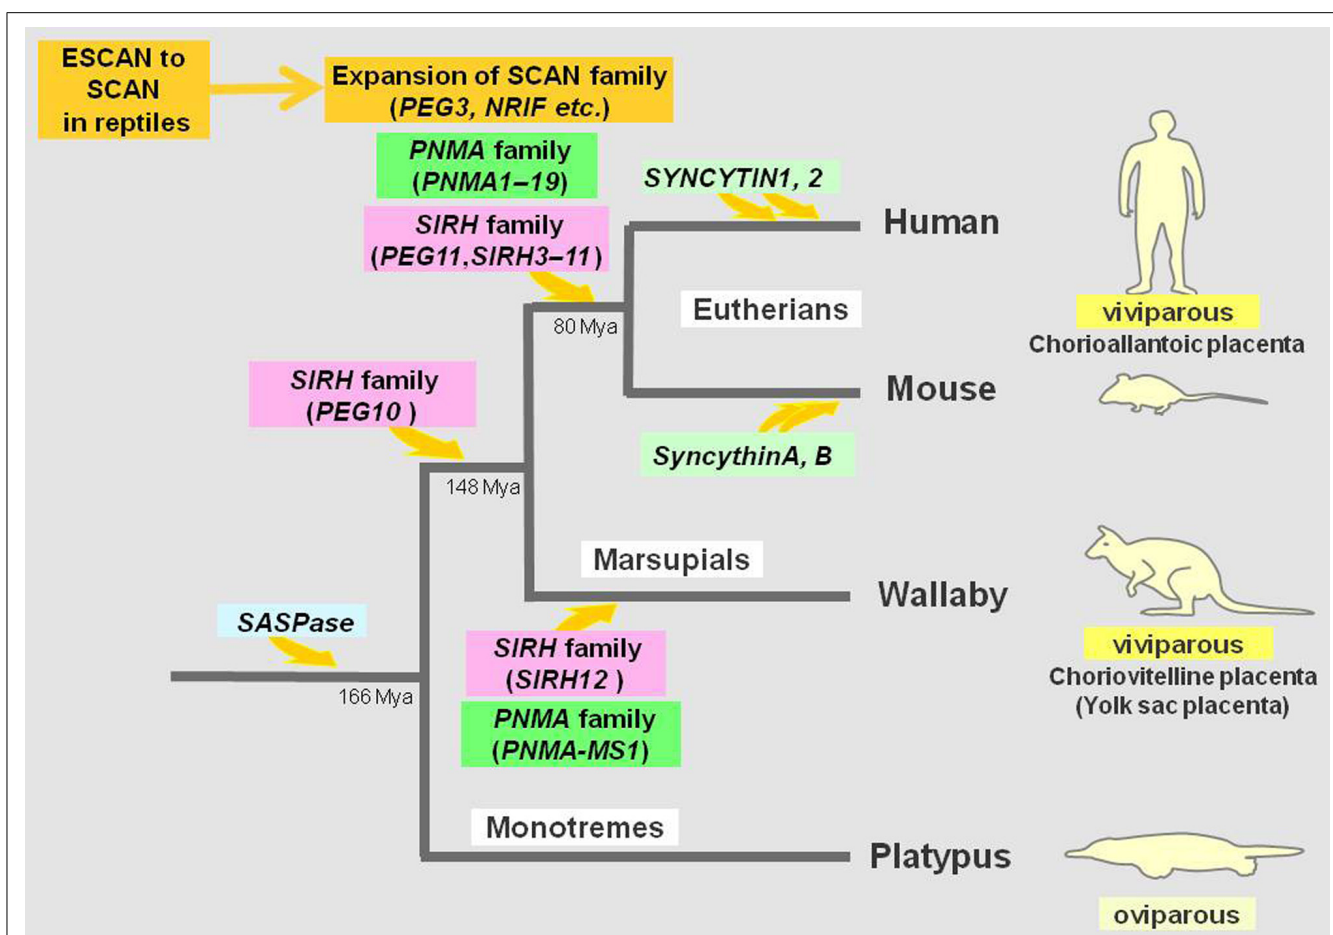 ESCAN to
SCAN
in reptiles
Expansion of SCAN family
(PEG3, NRIF etc.)
PNMA family
(PNMA1–19)
SIRH family
(PEG11,SIRH3–11)
SYNCYTIN1, 2
Human
Eutherians
80 Mya
viviparous
Chorioallantoic placenta
SIRH family
(PEG10 )
Mouse
SyncythinA, B
148 Mya
Marsupials
Wallaby
SASPase
SIRH family
(SIRH12 )
PNMA family
(PNMA-MS1)
viviparous
Choriovitelline placenta
(Yolk sac placenta)
166 Mya
Monotremes
Platypus
oviparous